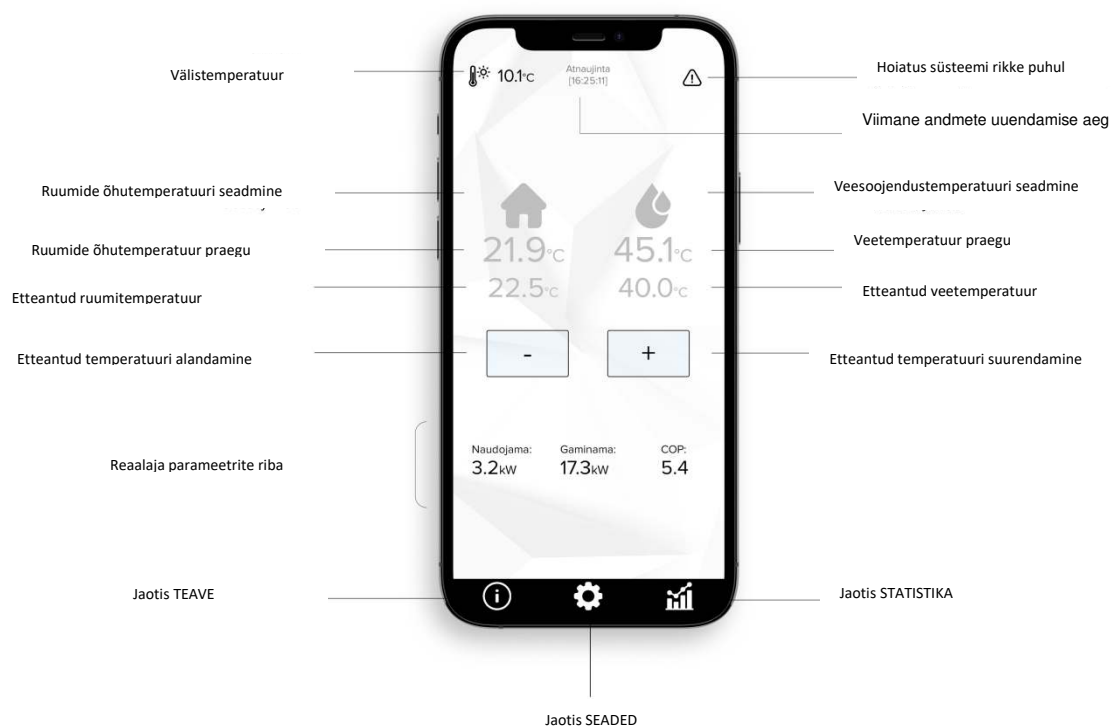 Välistemperatuur
10.1°C
Atnaujinta
[16:25:11]
Hoiatus süsteemi rikke puhul
Viimane andmete uuendamise aeg
Ruumide õhutemperatuuri seadmine
Veesoojendustemperatuuri seadmine
Ruumide õhutemperatuur praegu
21.9°C
45.1°C
Veetemperatuur praegu
Etteantud ruumitemperatuur
22.5°C
40.0°C
Etteantud veetemperatuur
Etteantud temperatuuri alandamine
-
+
Etteantud temperatuuri suurendamine
Reaalaja parameetrite riba
Naudojama:
3.2kW
Gaminama:
17.3kW
COP:
5.4
Jaotis TEAVE
Jaotis STATISTIKA
Jaotis SEADED